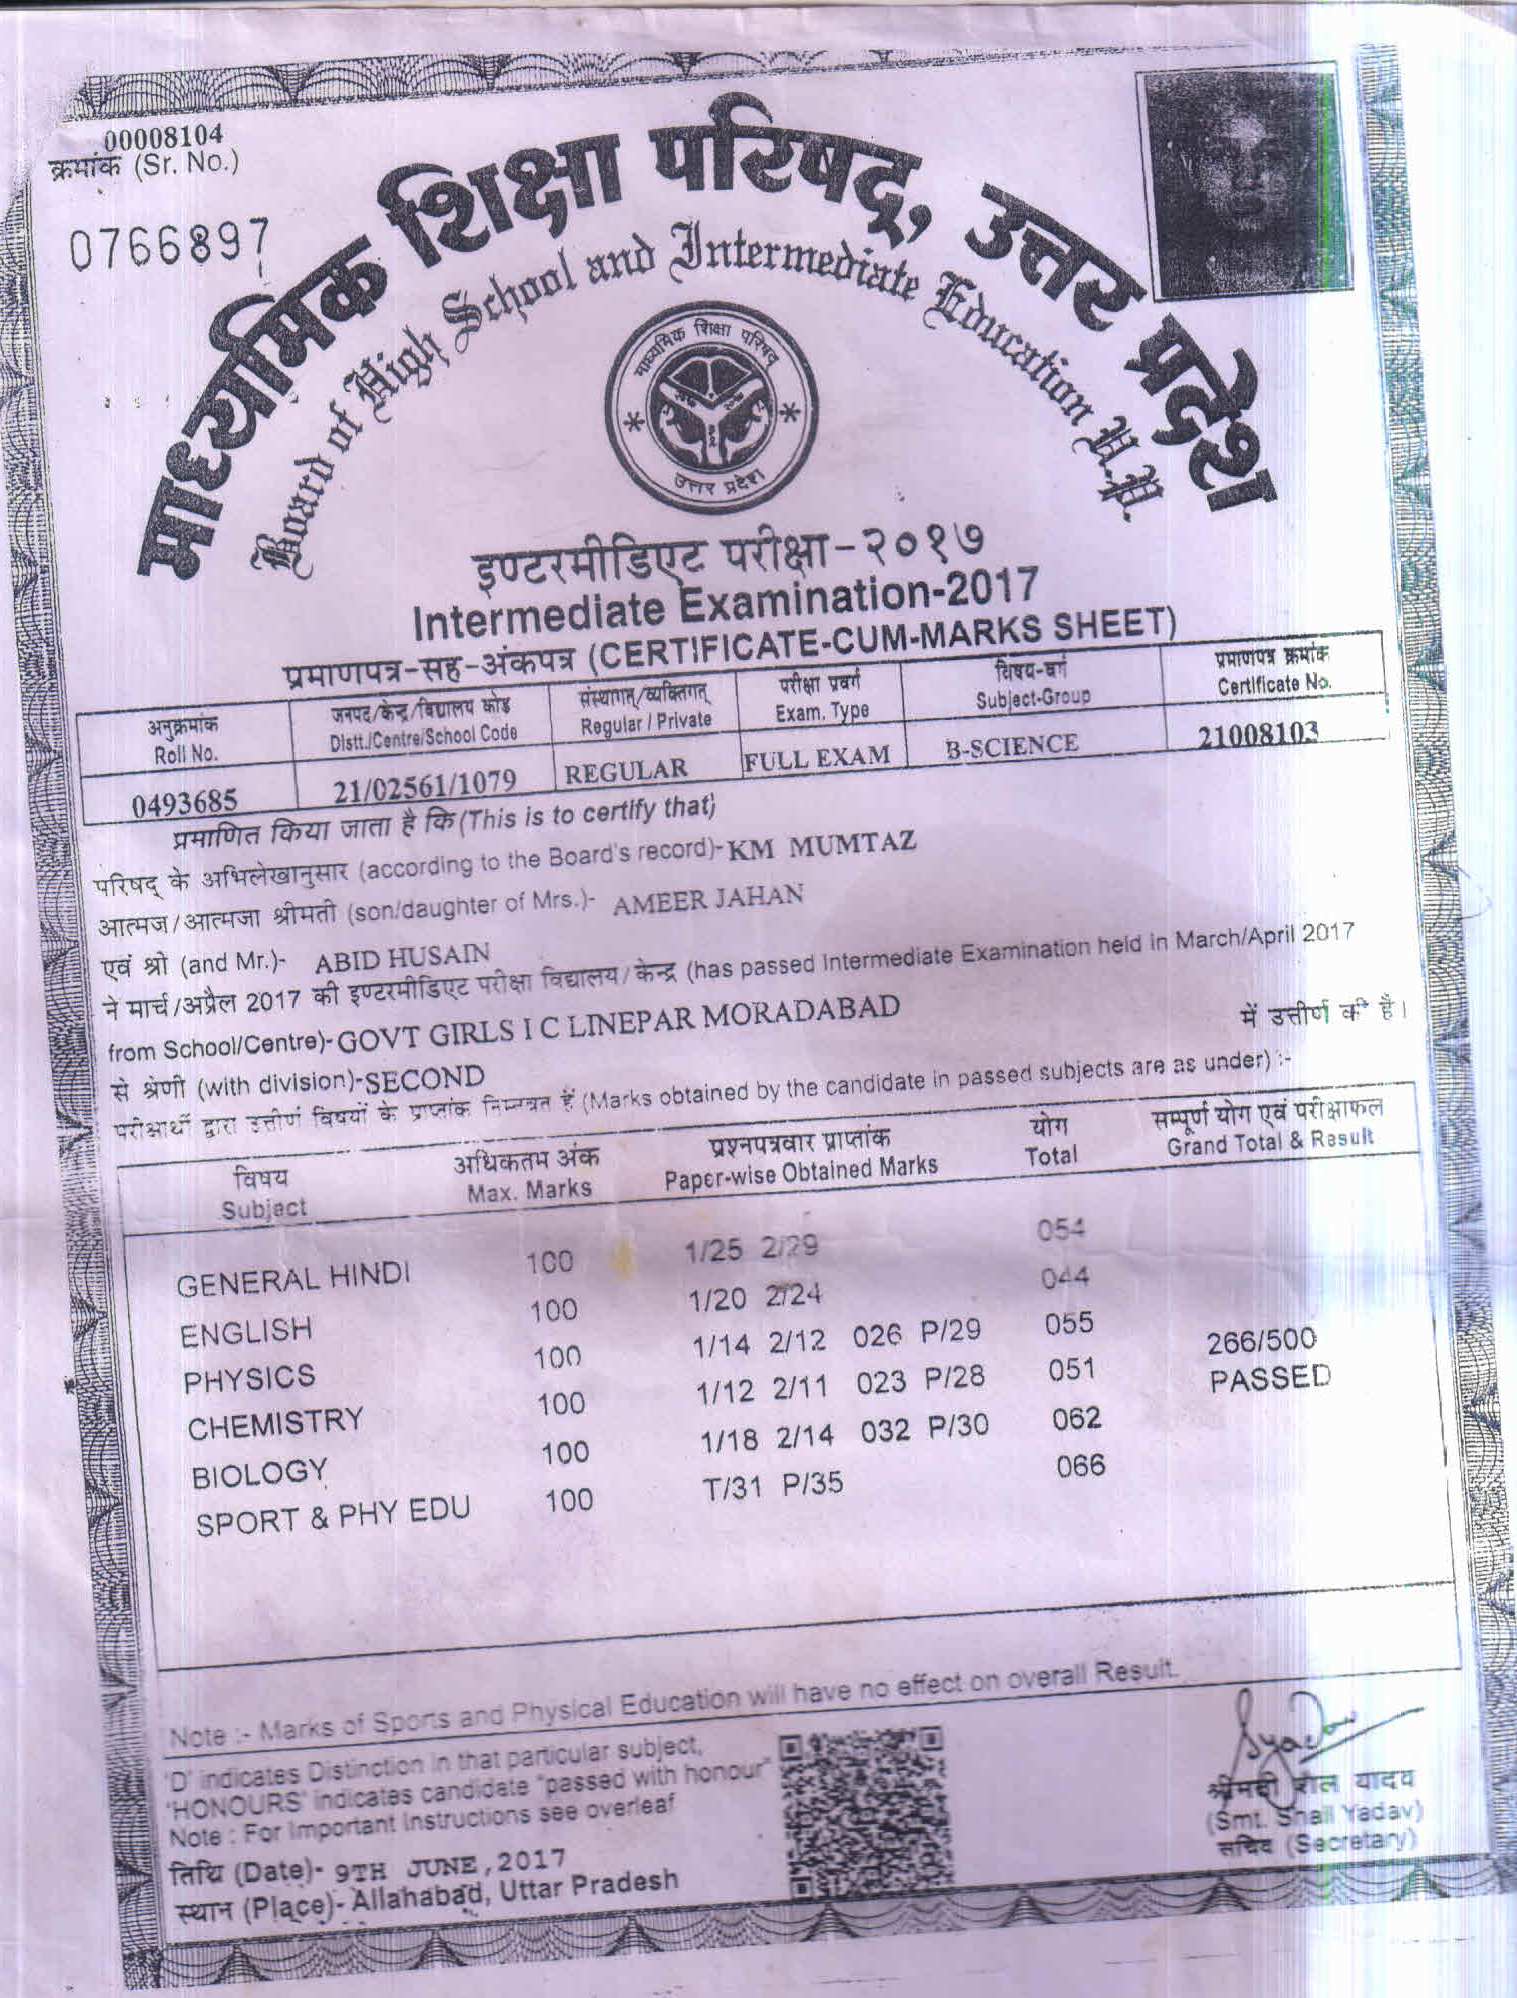 00008104
क्रमांक (Sr. No.)
0766897
माध्यमिक शिक्षा परिषद्, उत्तर प्रदेश
Board of High School and Intermediate Education U.P.
माध्यमिक शिक्षा परिषद्
उत्तर प्रदेश
इण्टरमीडिएट परीक्षा-२०१७
Intermediate Examination-2017
प्रमाणपत्र-सह-अंकपत्र (CERTIFICATE-CUM-MARKS SHEET)
अनुक्रमांक जनपद/केन्द्र/विद्यालय कोड संस्थागत्/व्यक्तिगत् परीक्षा प्रवर्ग विषय-वर्ग प्रमाणपत्र क्रमांक
Roll No. Distt./Centre/School Code Regular / Private Exam. Type Subject-Group Certificate No.
0493685 21/02561/1079 REGULAR FULL EXAM B-SCIENCE 21008103
प्रमाणित किया जाता है कि (This is to certify that)
परिषद् के अभिलेखानुसार (according to the Board's record)- KM MUMTAZ
आत्मज/आत्मजा श्रीमती (son/daughter of Mrs.)- AMEER JAHAN
एवं श्री (and Mr.)- ABID HUSAIN
ने मार्च/अप्रैल 2017 की इण्टरमीडिएट परीक्षा विद्यालय/केन्द्र (has passed Intermediate Examination held in March/April 2017
from School/Centre)- GOVT GIRLS I C LINEPAR MORADABAD में उत्तीर्ण की है।
से श्रेणी (with division)- SECOND
परीक्षार्थी द्वारा उत्तीर्ण विषयों के प्राप्तांक निम्नवत हैं (Marks obtained by the candidate in passed subjects are as under) :-
विषय अधिकतम अंक प्रश्नपत्रवार प्राप्तांक योग सम्पूर्ण योग एवं परीक्षाफल
Subject Max. Marks Paper-wise Obtained Marks Total Grand Total & Result
GENERAL HINDI 100 1/25 2/29 054
ENGLISH 100 1/20 2/24 044
PHYSICS 100 1/14 2/12 026 P/29 055 266/500
CHEMISTRY 100 1/12 2/11 023 P/28 051 PASSED
BIOLOGY 100 1/18 2/14 032 P/30 062
SPORT & PHY EDU 100 T/31 P/35 066
Note :- Marks of Sports and Physical Education will have no effect on overall Result.
'D' indicates Distinction in that particular subject,
'HONOURS' indicates candidate "passed with honour"
Note : For Important Instructions see overleaf
तिथि (Date)- 9TH JUNE, 2017
स्थान (Place)- Allahabad, Uttar Pradesh
Syadav
श्रीमती शैल यादव
(Smt. Shail Yadav)
सचिव (Secretary)